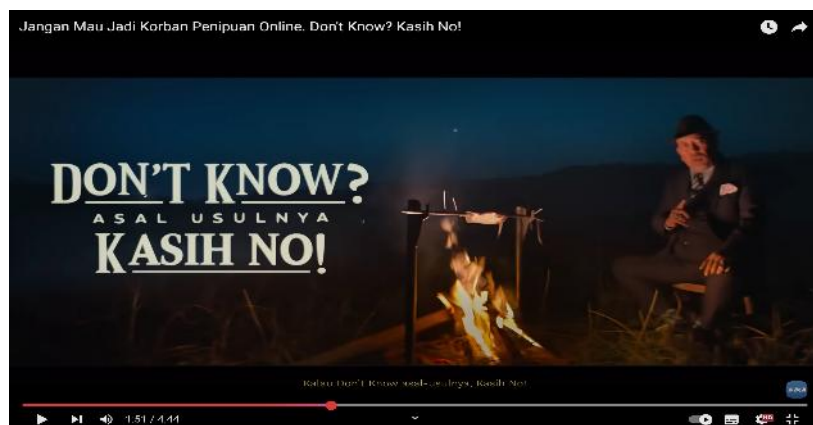 Jangan Mau Jadi Korban Penipuan Online. Don't Know? Kasih No!
DON'T KNOW?
ASAL USULNYA
KASIH NO!
Kalau Don't Know asal-usulnya, Kasih No!
1:51 / 4:44